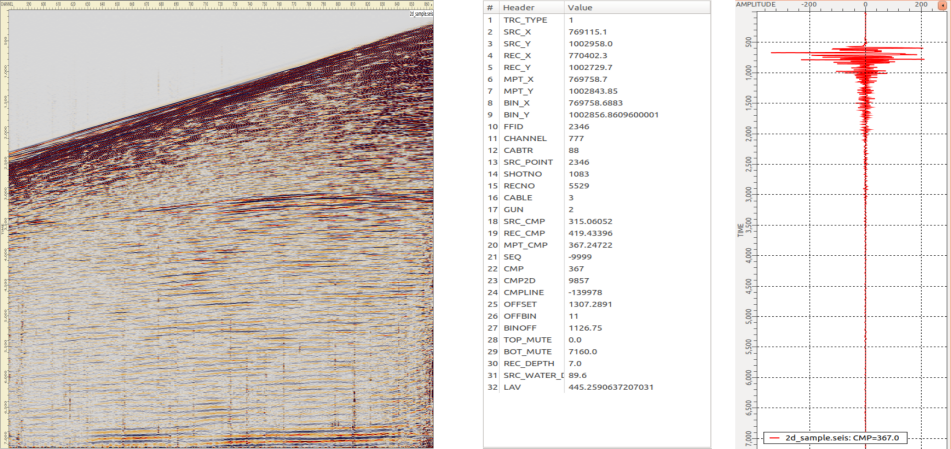 2d_sample.seis
# Header Value
1 TRC_TYPE 1
2 SRC_X 769115.1
3 SRC_Y 1002958.0
4 REC_X 770402.3
5 REC_Y 1002729.7
6 MPT_X 769758.7
7 MPT_Y 1002843.85
8 BIN_X 769758.6883
9 BIN_Y 1002856.8609600001
10 FFID 2346
11 CHANNEL 777
12 CABTR 88
13 SRC_POINT 2346
14 SHOTNO 1083
15 RECNO 5529
16 CABLE 3
17 GUN 2
18 SRC_CMP 315.06052
19 REC_CMP 419.43396
20 MPT_CMP 367.24722
21 SEQ -9999
22 CMP 367
23 CMP2D 9857
24 CMPLINE -139978
25 OFFSET 1307.2891
26 OFFBIN 11
27 BINOFF 1126.75
28 TOP_MUTE 0.0
29 BOT_MUTE 7160.0
30 REC_DEPTH 7.0
31 SRC_WATER_D 89.6
32 LAV 445.2590637207031
AMPLITUDE -200 0 200
TIME
500
1,000
1,500
2,000
2,500
3,000
3,500
4,000
4,500
5,000
5,500
6,000
6,500
7,000
2d_sample.seis: CMP=367.0